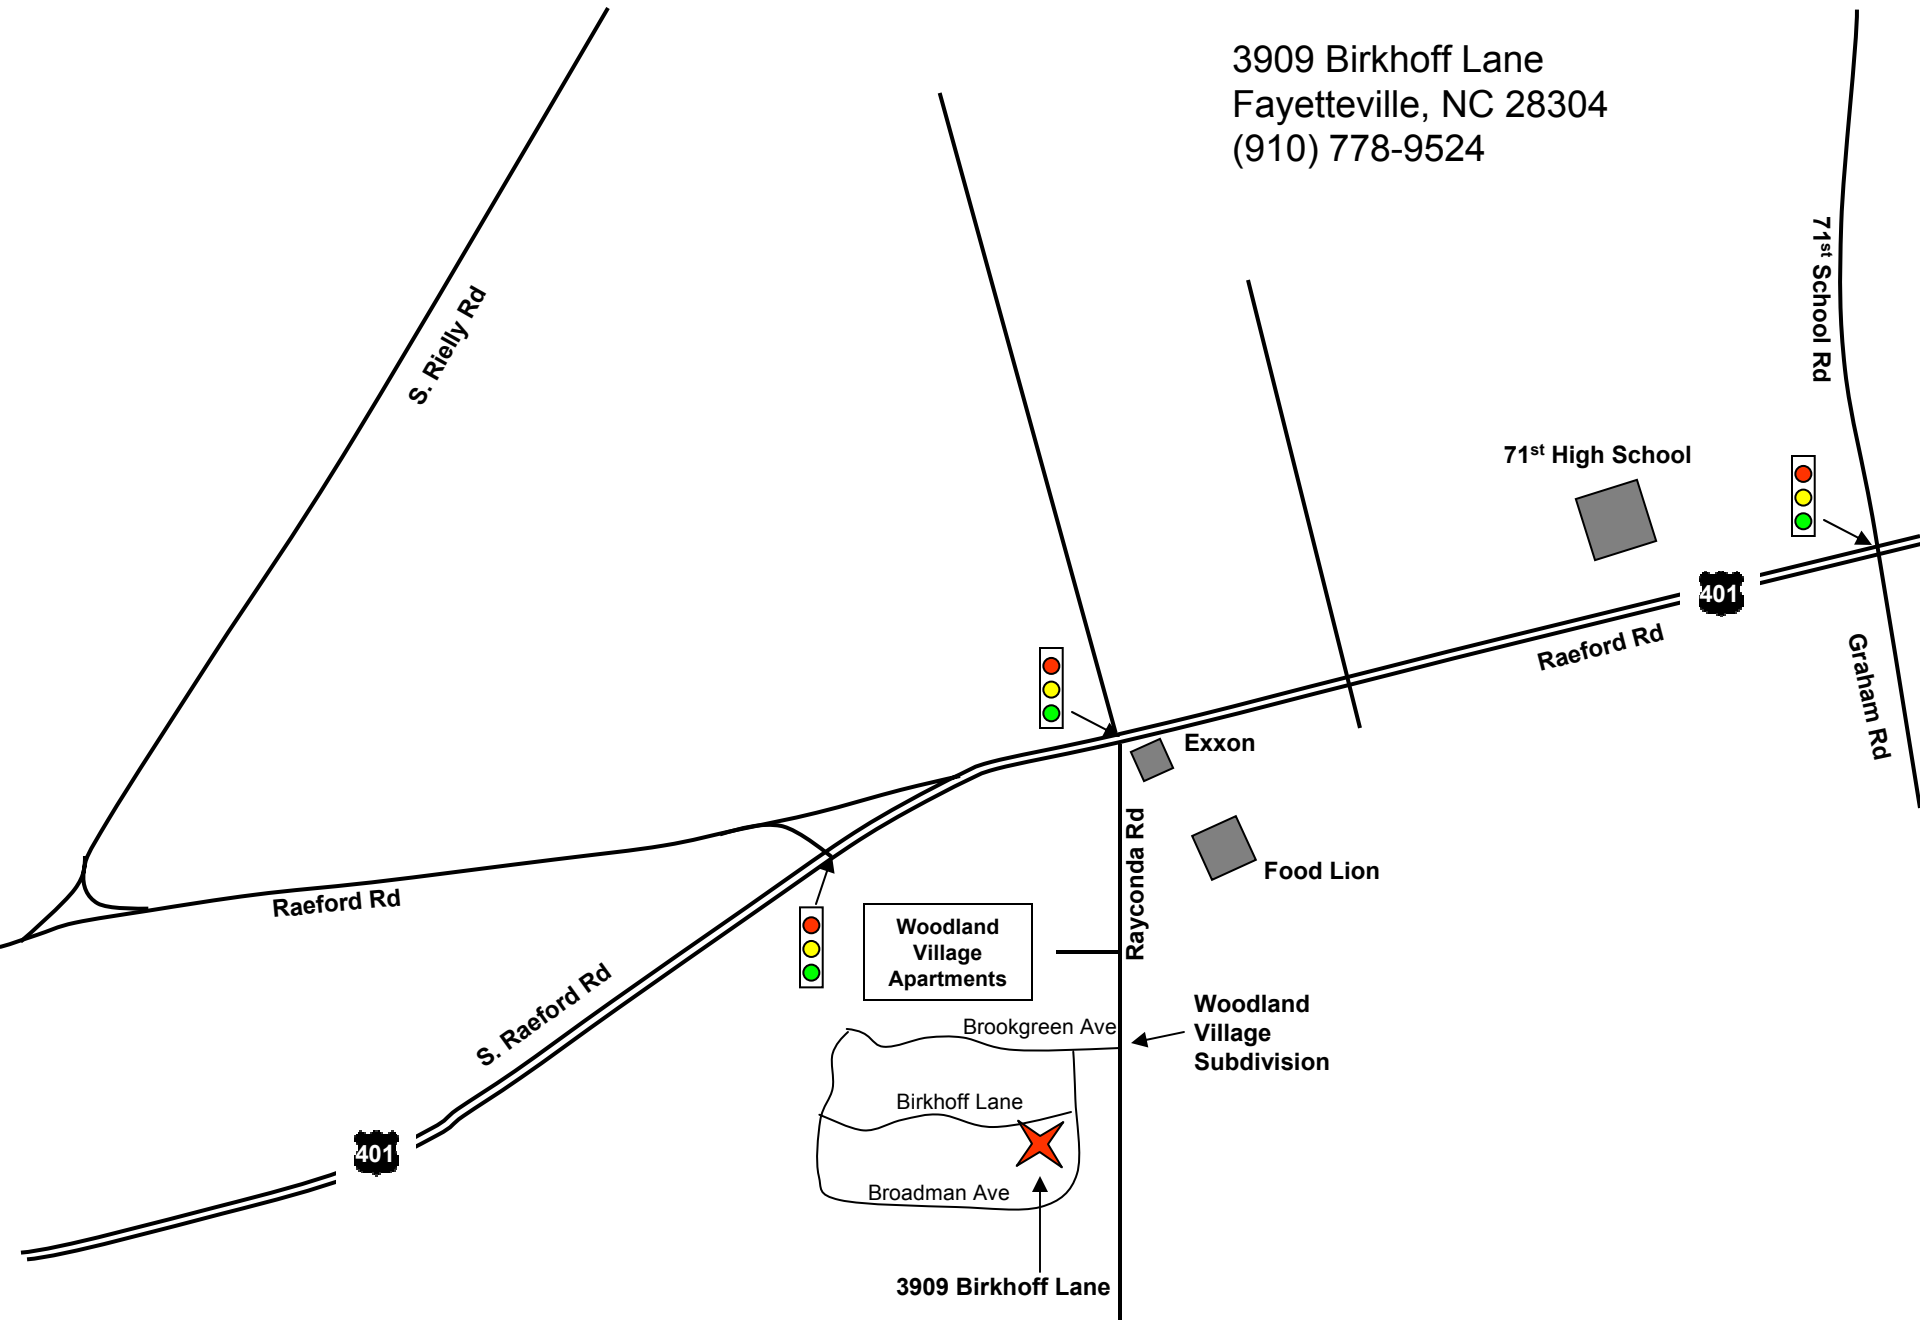 3909 Birkhoff Lane
Fayetteville, NC 28304
(910) 778-9524
71st School Rd
S. Rielly Rd
71st High School
401
Raeford Rd
Graham Rd
Exxon
Rayconda Rd
Food Lion
Raeford Rd
Woodland
Village
Apartments
S. Raeford Rd
Woodland
Village
Subdivision
Brookgreen Ave
Birkhoff Lane
401
Broadman Ave
3909 Birkhoff Lane